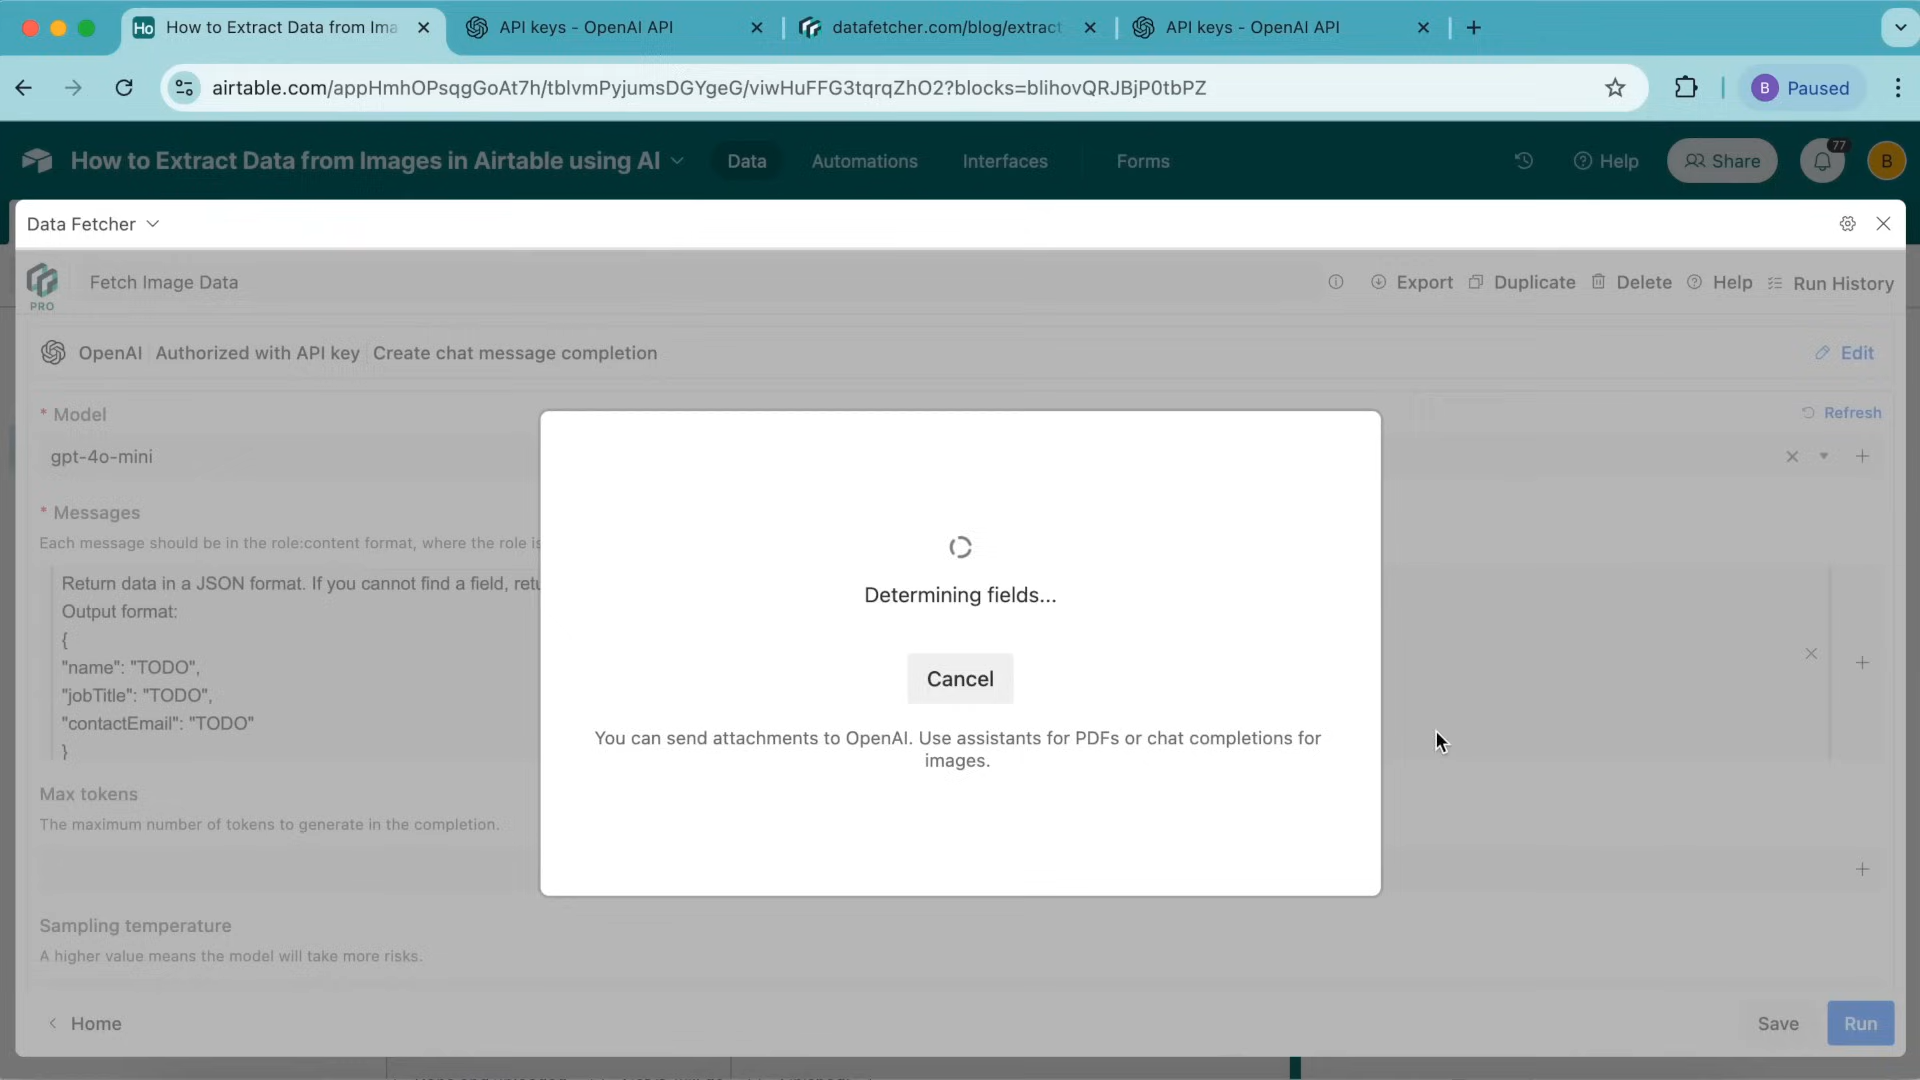 Ho How to Extract Data from Ima
API keys - OpenAI API
datafetcher.com/blog/extract
API keys - OpenAI API
airtable.com/appHmhOPsqgGoAt7h/tblvmPyjumsDGYgeG/viwHuFFG3tqrqZhO2?blocks=blihovQRJBjP0tbPZ
B Paused
How to Extract Data from Images in Airtable using AI
Data
Automations
Interfaces
Forms
Help
Share
77
B
Data Fetcher
PRO
Fetch Image Data
Export
Duplicate
Delete
Help
Run History
OpenAI Authorized with API key Create chat message completion
Edit
* Model
Refresh
gpt-4o-mini
* Messages
Each message should be in the role:content format, where the role is
Return data in a JSON format. If you cannot find a field, retu
Output format:
{
"name": "TODO",
"jobTitle": "TODO",
"contactEmail": "TODO"
}
Determining fields...
Cancel
You can send attachments to OpenAI. Use assistants for PDFs or chat completions for
images.
Max tokens
The maximum number of tokens to generate in the completion.
Sampling temperature
A higher value means the model will take more risks.
Home
Save
Run